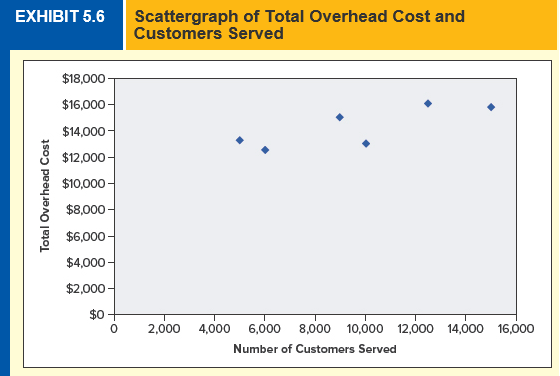 EXHIBIT 5.6
Scattergraph of Total Overhead Cost and
Customers Served
Total Overhead Cost
$18,000
$16,000
$14,000
$12,000
$10,000
$8,000
$6,000
$4,000
$2,000
$0
0 2,000 4,000 6,000 8,000 10,000 12,000 14,000 16,000
Number of Customers Served